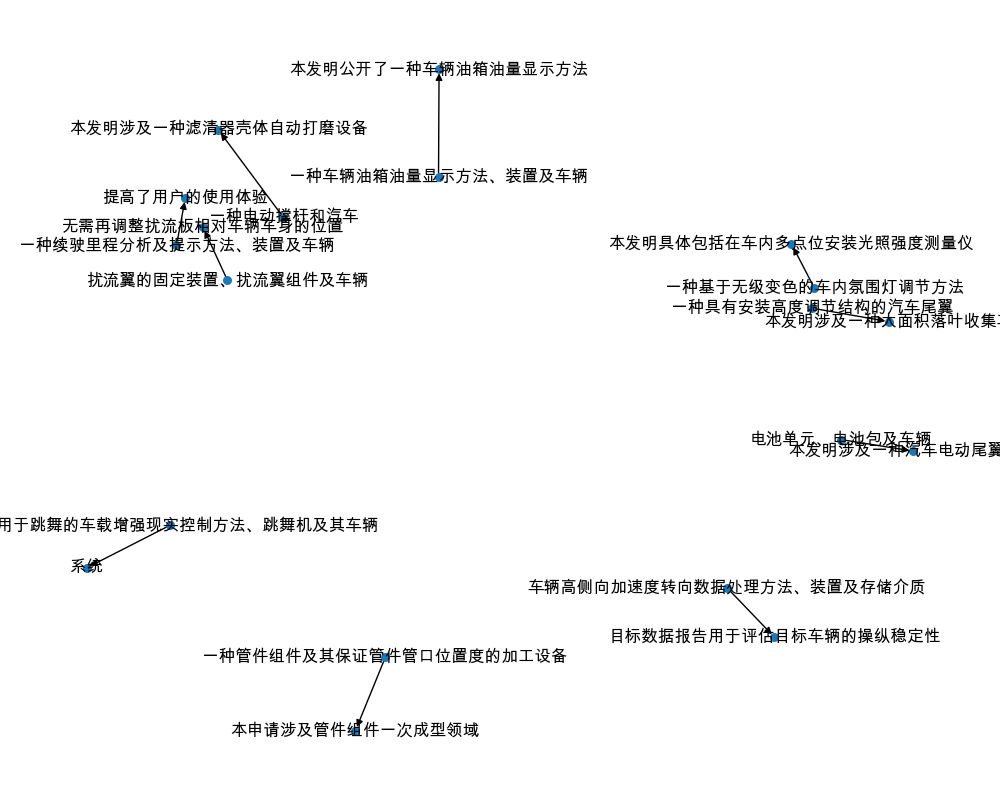 本发明公开了一种车辆油箱油量显示方法
本发明涉及一种滤清器壳体自动打磨设备
一种车辆油箱油量显示方法、装置及车辆
提高了用户的使用体验
一种电动撑杆和汽车
无需再调整扰流板相对车辆车身的位置
一种续驶里程分析及提示方法、装置及车辆
本发明具体包括在车内多点位安装光照强度测量仪
扰流翼的固定装置、扰流翼组件及车辆
一种基于无级变色的车内氛围灯调节方法
一种具有安装高度调节结构的汽车尾翼
本发明涉及一种大面积落叶收集
电池单元、电池包及车辆
本发明涉及一种汽车电动尾翼
用于跳舞的车载增强现实控制方法、跳舞机及其车辆
系统
车辆高侧向加速度转向数据处理方法、装置及存储介质
目标数据报告用于评估目标车辆的操纵稳定性
一种管件组件及其保证管件管口位置度的加工设备
本申请涉及管件组件一次成型领域